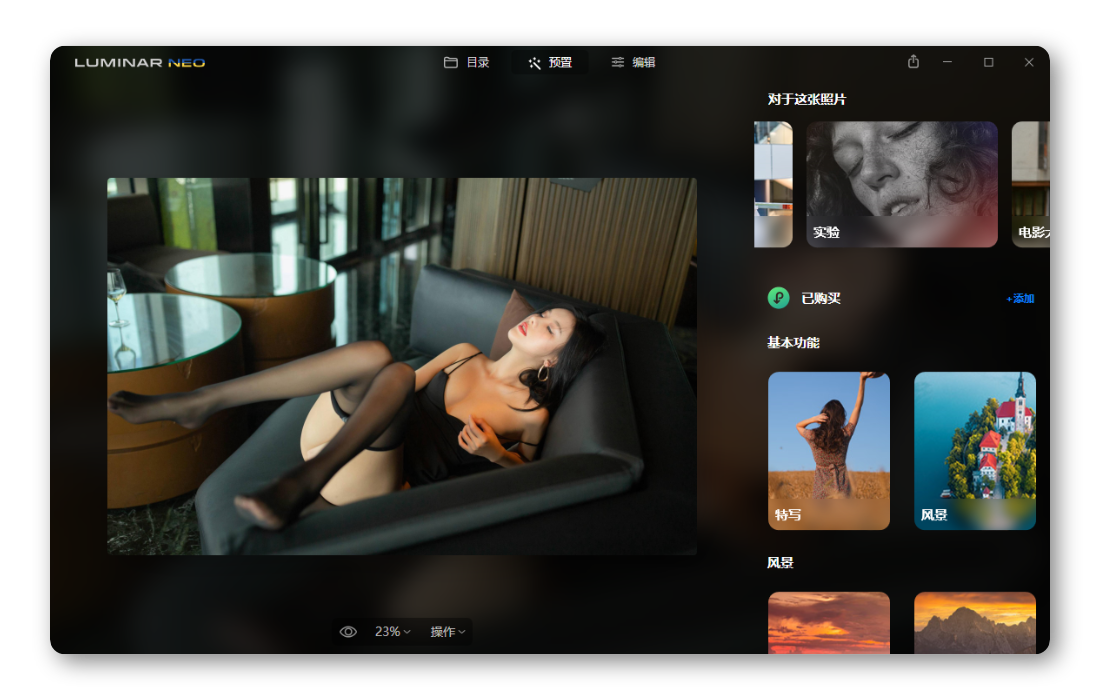 LUMINAR NEO
目录
预置
编辑
对于这张照片
实验
电影
已购买
+添加
基本功能
特写
风景
风景
23%
操作